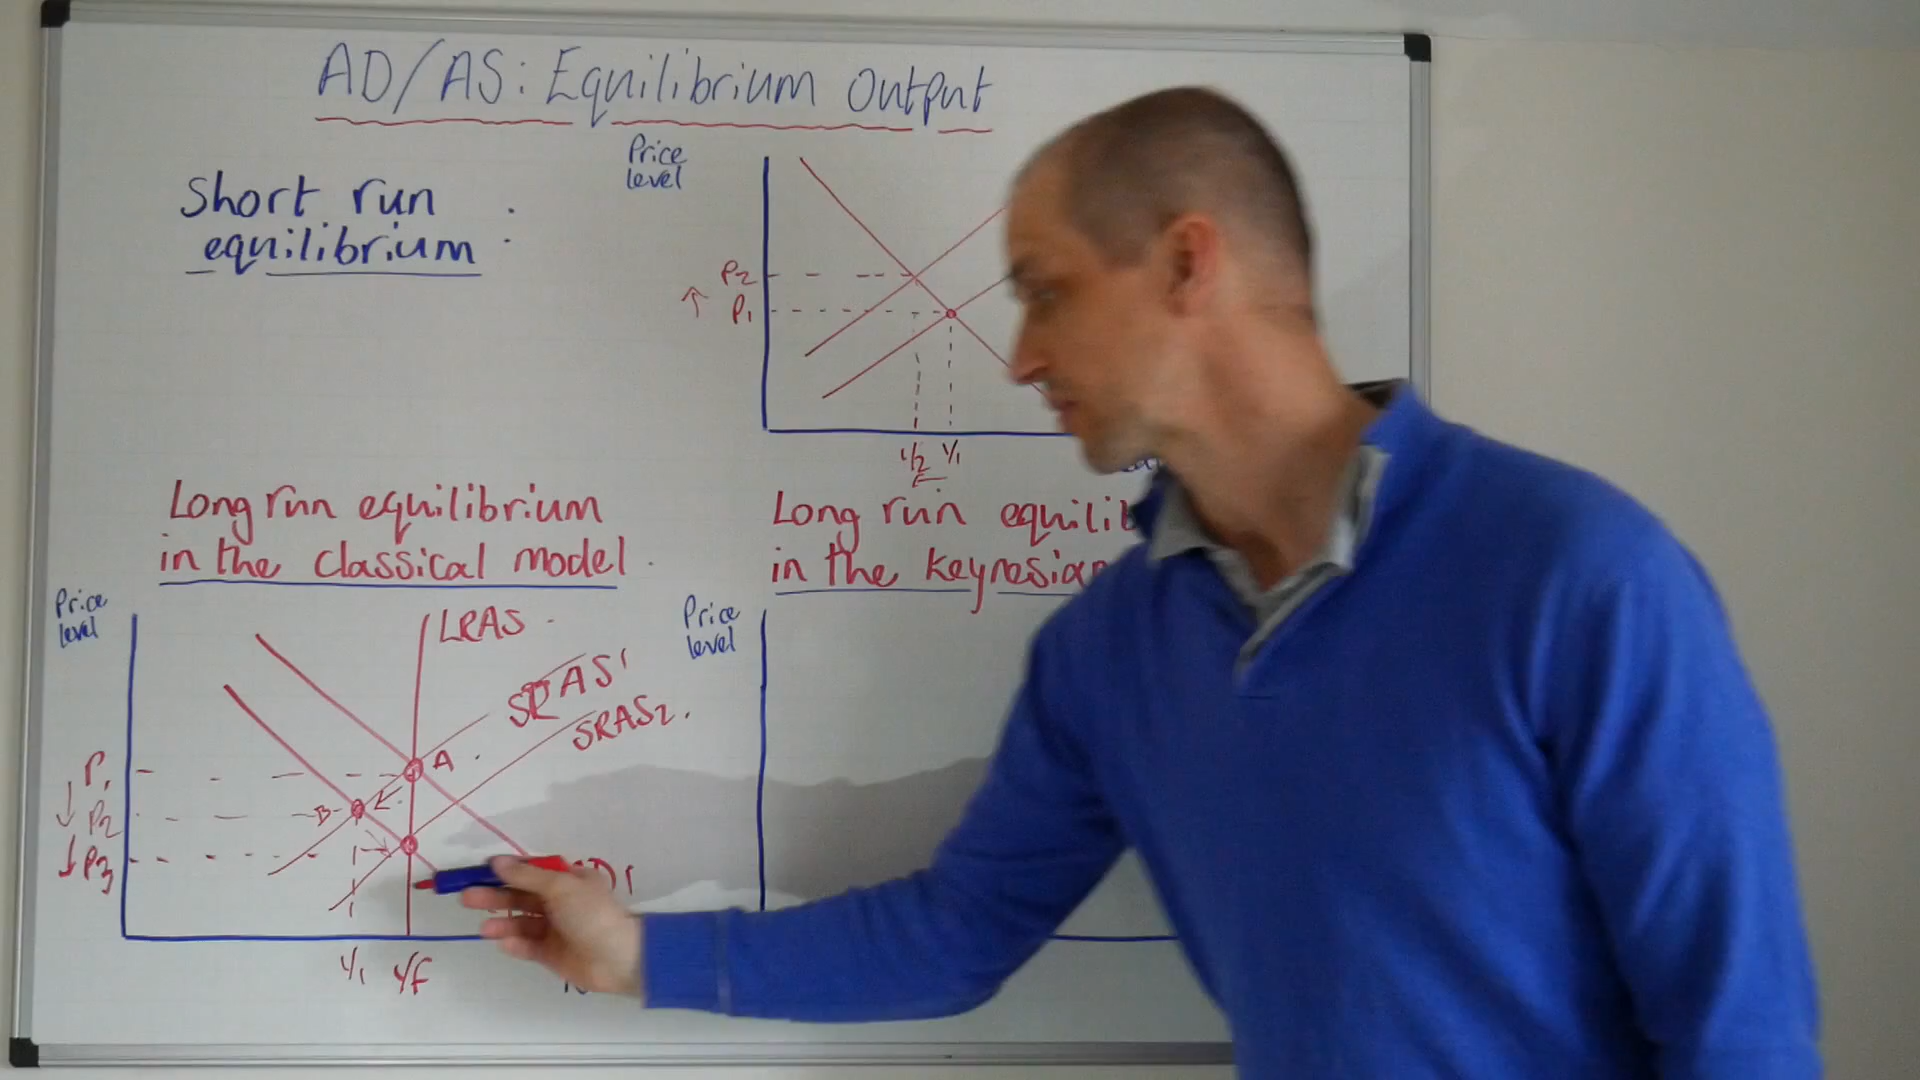 AD/AS: Equilibrium Output
Short run
equilibrium
:
Price
level
P2
P1
Y2 Y1
Long run equilibrium
in the classical model.
Long run equilib
in the keynesian
Price
level
LRAS
SRAS1
SRAS2.
P1
A
P2
B
P3
D1
Y1 Yf
Price
level